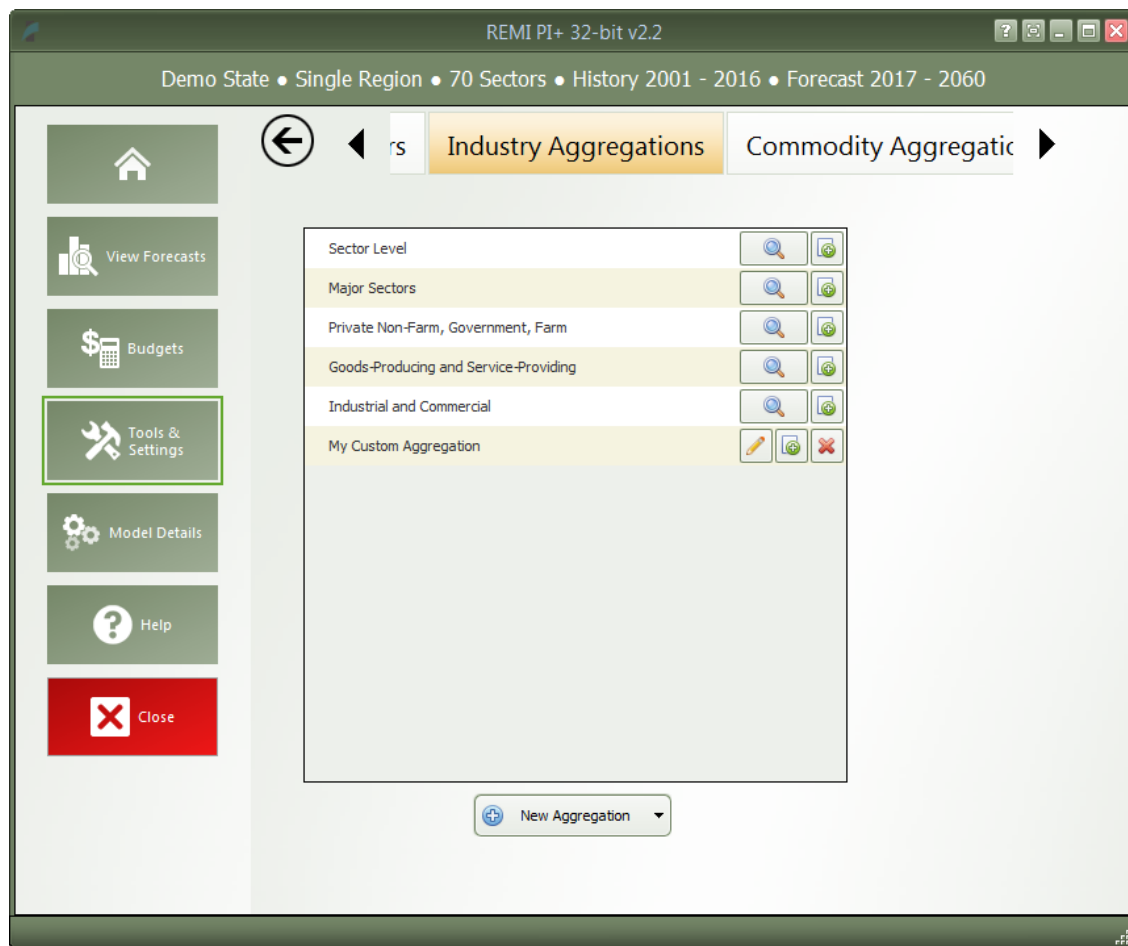 REMI PI+ 32-bit v2.2
Demo State ● Single Region ● 70 Sectors ● History 2001 - 2016 ● Forecast 2017 - 2060
rs Industry Aggregations Commodity Aggregatic
View Forecasts
Budgets
Tools &
Settings
Model Details
Help
Close
Sector Level
Major Sectors
Private Non-Farm, Government, Farm
Goods-Producing and Service-Providing
Industrial and Commercial
My Custom Aggregation
New Aggregation